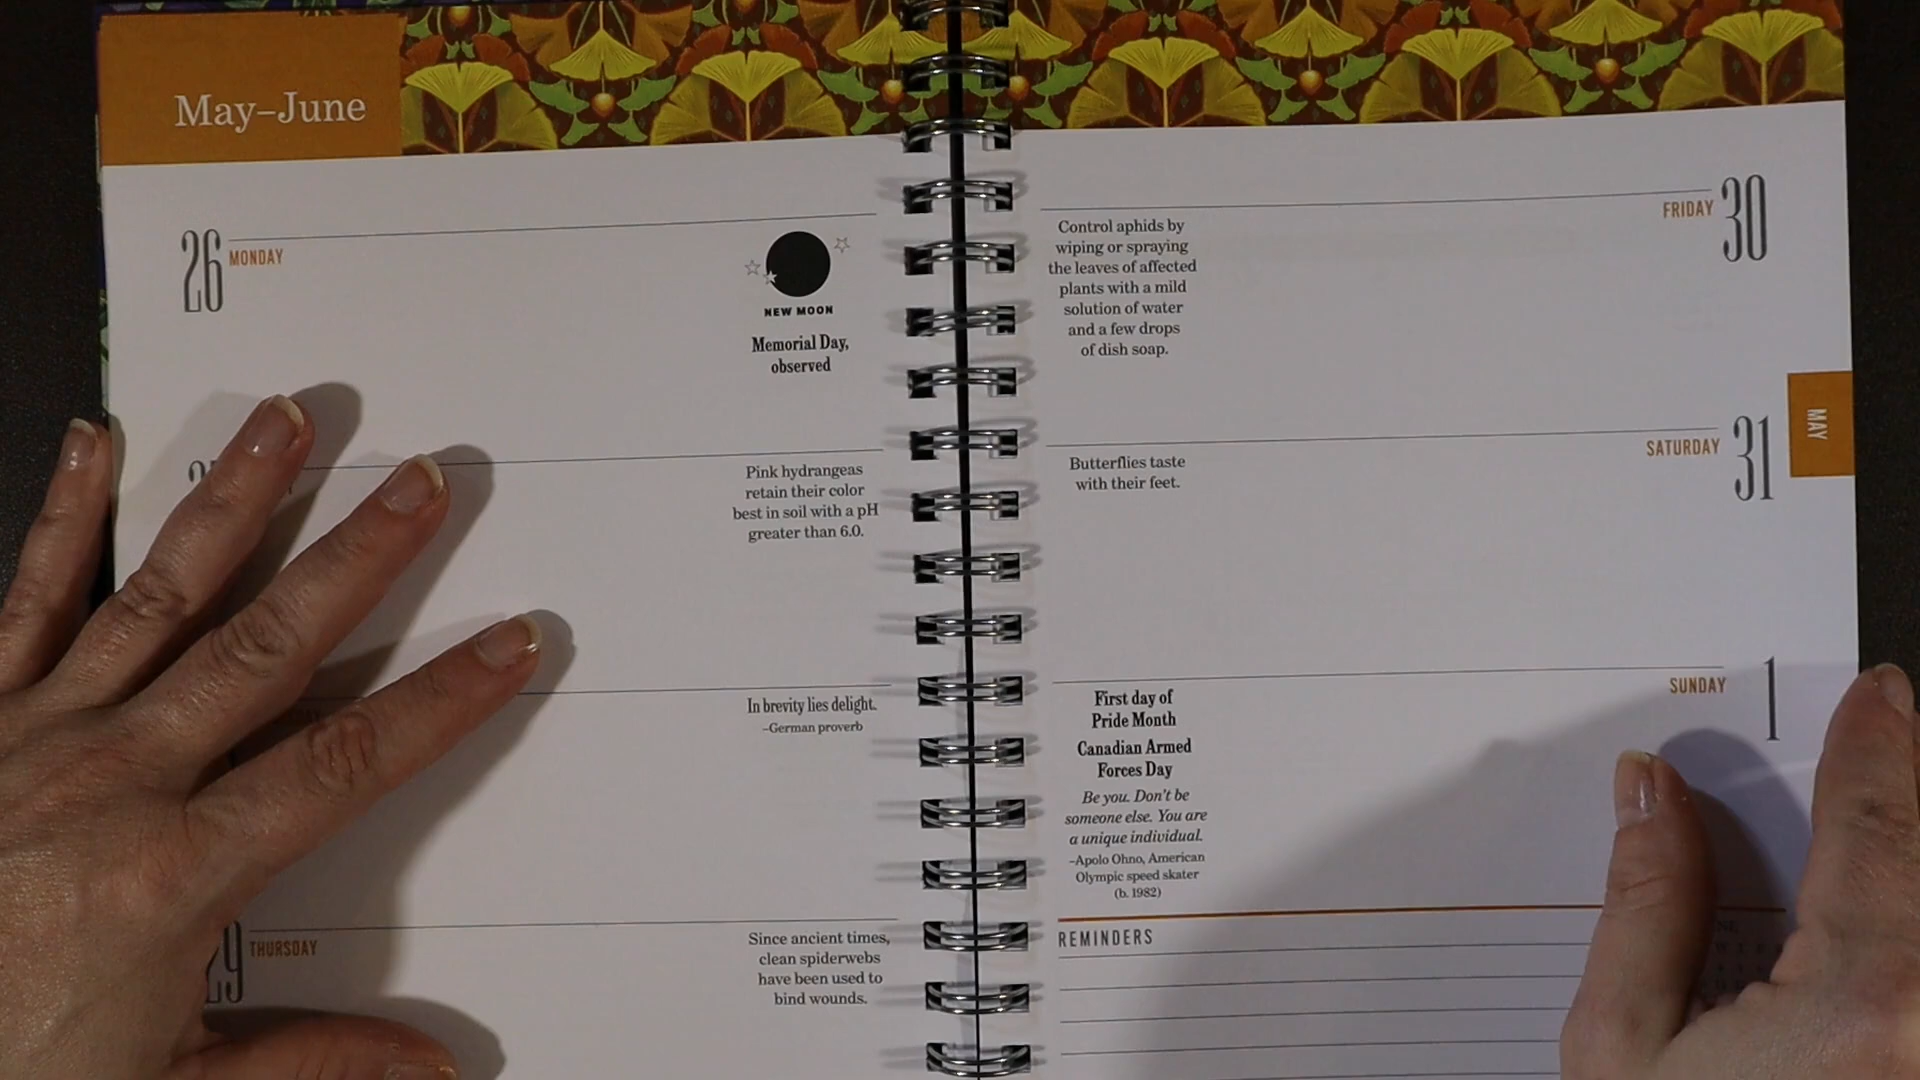 May–June
26 MONDAY
NEW MOON
Memorial Day,
observed
Pink hydrangeas
retain their color
best in soil with a pH
greater than 6.0.
In brevity lies delight.
–German proverb
29 THURSDAY
Since ancient times,
clean spiderwebs
have been used to
bind wounds.
FRIDAY 30
Control aphids by
wiping or spraying
the leaves of affected
plants with a mild
solution of water
and a few drops
of dish soap.
MAY
SATURDAY 31
Butterflies taste
with their feet.
SUNDAY 1
First day of
Pride Month
Canadian Armed
Forces Day
Be you. Don't be
someone else. You are
a unique individual.
–Apolo Ohno, American
Olympic speed skater
(b. 1982)
REMINDERS